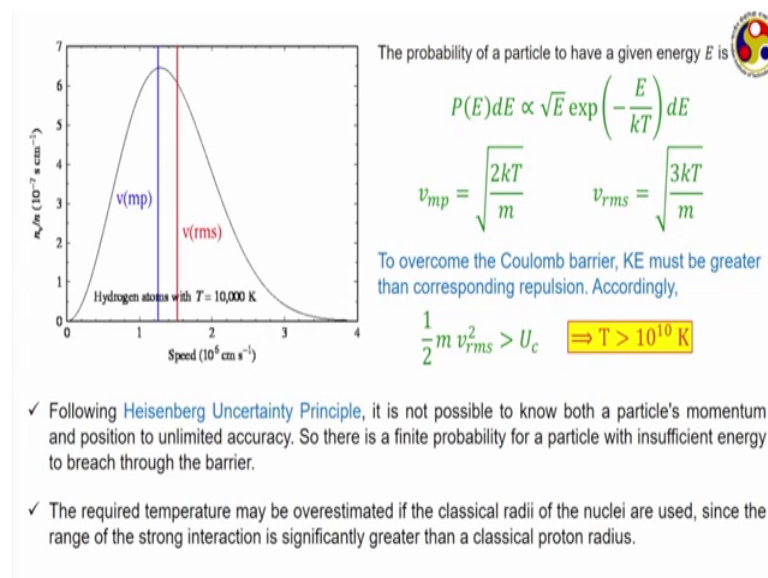 The probability of a particle to have a given energy E is
P(E)dE ∝ √E exp(−E/kT) dE
v_mp = √(2kT/m)    v_rms = √(3kT/m)
To overcome the Coulomb barrier, KE must be greater
than corresponding repulsion. Accordingly,
1/2 m v²_rms > U_c    ⟹ T > 10¹⁰ K
7
6
5
4
3
2
1
0
n_v/n (10⁻⁷ s cm⁻¹)
v(mp)
v(rms)
Hydrogen atoms with T = 10,000 K
0 1 2 3 4
Speed (10⁶ cm s⁻¹)
✓ Following Heisenberg Uncertainty Principle, it is not possible to know both a particle's momentum
and position to unlimited accuracy. So there is a finite probability for a particle with insufficient energy
to breach through the barrier.
✓ The required temperature may be overestimated if the classical radii of the nuclei are used, since the
range of the strong interaction is significantly greater than a classical proton radius.